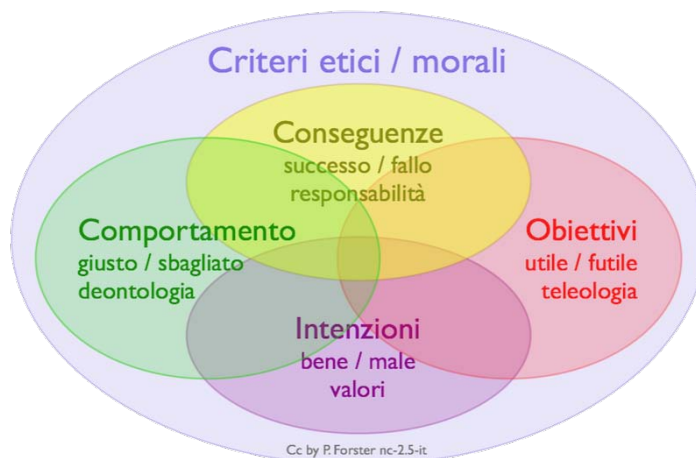 Criteri etici / morali
Conseguenze
successo / fallo
responsabilità
Comportamento
giusto / sbagliato
deontologia
Obiettivi
utile / futile
teleologia
Intenzioni
bene / male
valori
Cc by P. Forster nc-2.5-it